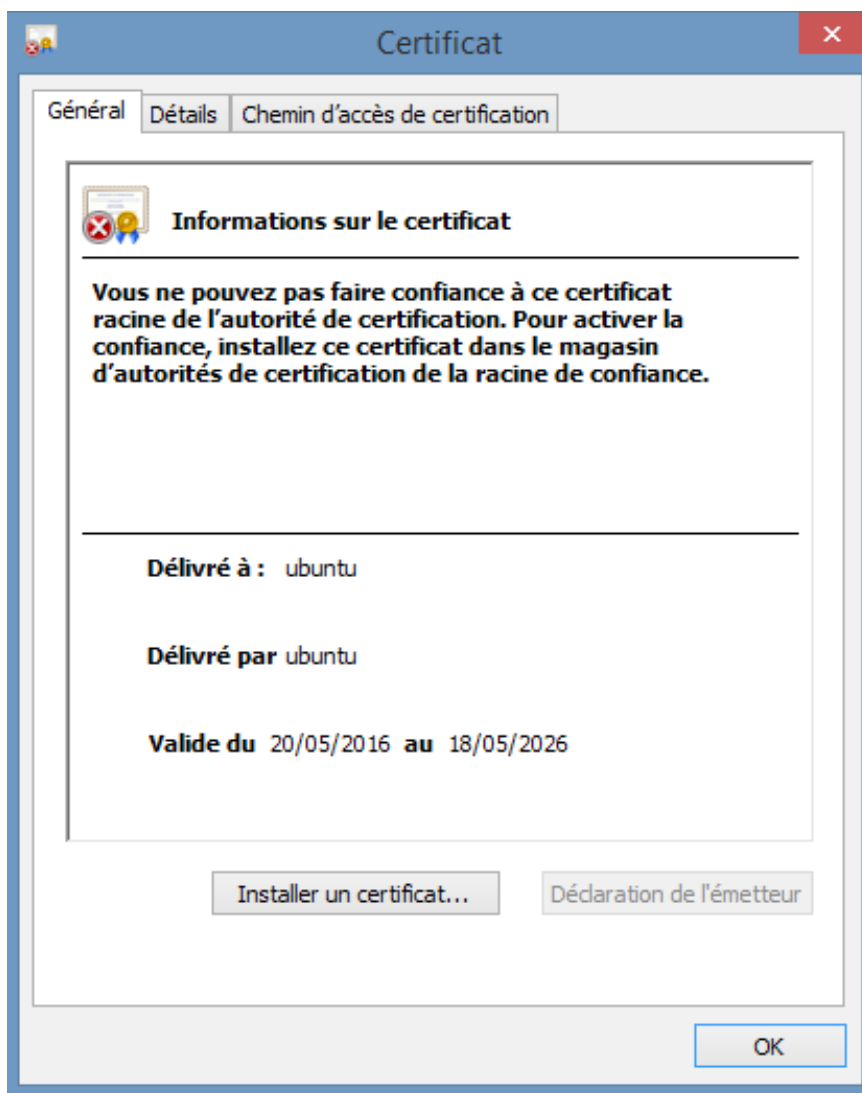 Certificat
Général
Détails
Chemin d'accès de certification
Informations sur le certificat
Vous ne pouvez pas faire confiance à ce certificat
racine de l'autorité de certification. Pour activer la
confiance, installez ce certificat dans le magasin
d'autorités de certification de la racine de confiance.
Délivré à : ubuntu
Délivré par ubuntu
Valide du 20/05/2016 au 18/05/2026
Installer un certificat...
Déclaration de l'émetteur
OK